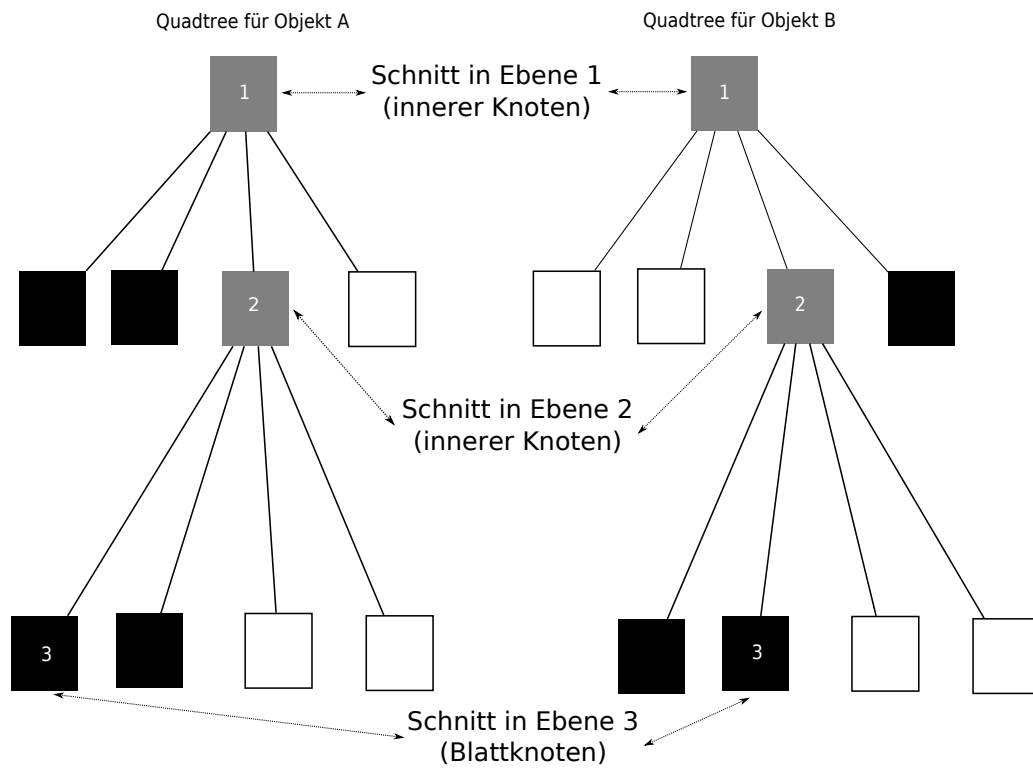 Quadtree für Objekt A
Quadtree für Objekt B
1
Schnitt in Ebene 1
(innerer Knoten)
1
2
2
Schnitt in Ebene 2
(innerer Knoten)
3
3
Schnitt in Ebene 3
(Blattknoten)